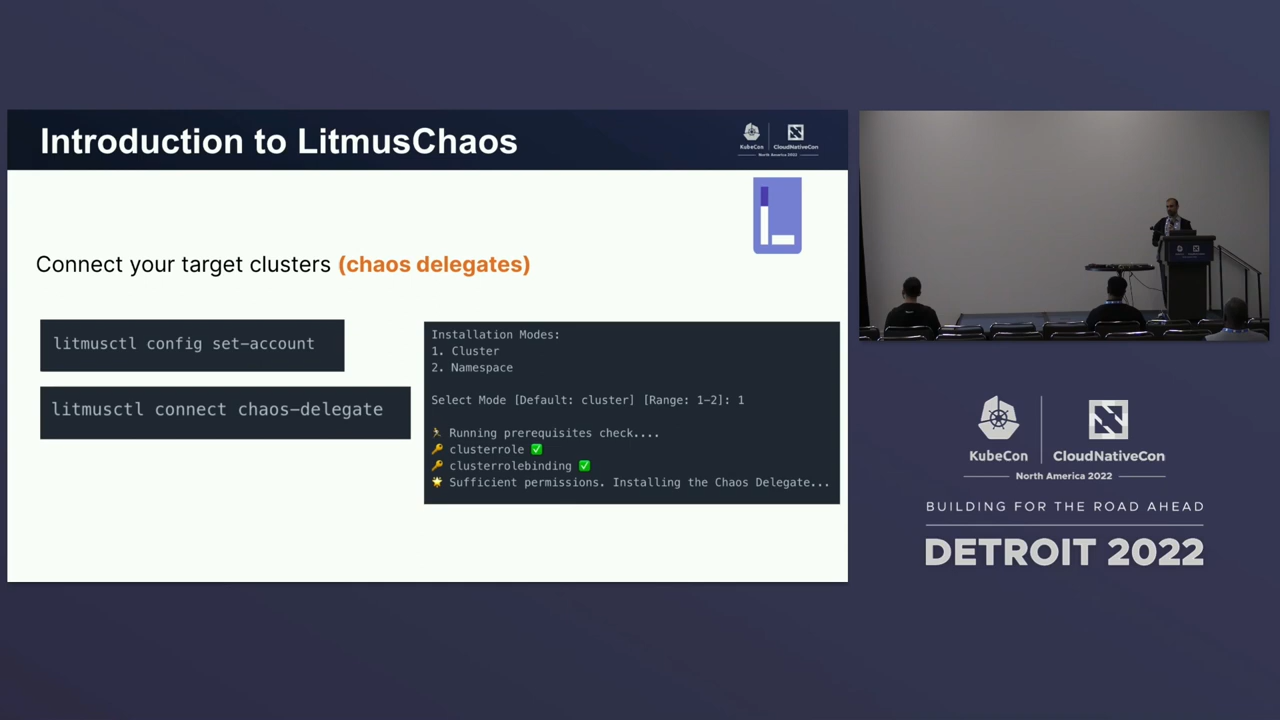 Introduction to LitmusChaos
KubeCon
CloudNativeCon
North America 2022
Connect your target clusters (chaos delegates)
litmusctl config set-account
litmusctl connect chaos-delegate
Installation Modes:
1. Cluster
2. Namespace
Select Mode [Default: cluster] [Range: 1-2]: 1
Running prerequisites check....
clusterrole
clusterrolebinding
Sufficient permissions. Installing the Chaos Delegate...
KubeCon
CloudNativeCon
North America 2022
BUILDING FOR THE ROAD AHEAD
DETROIT 2022